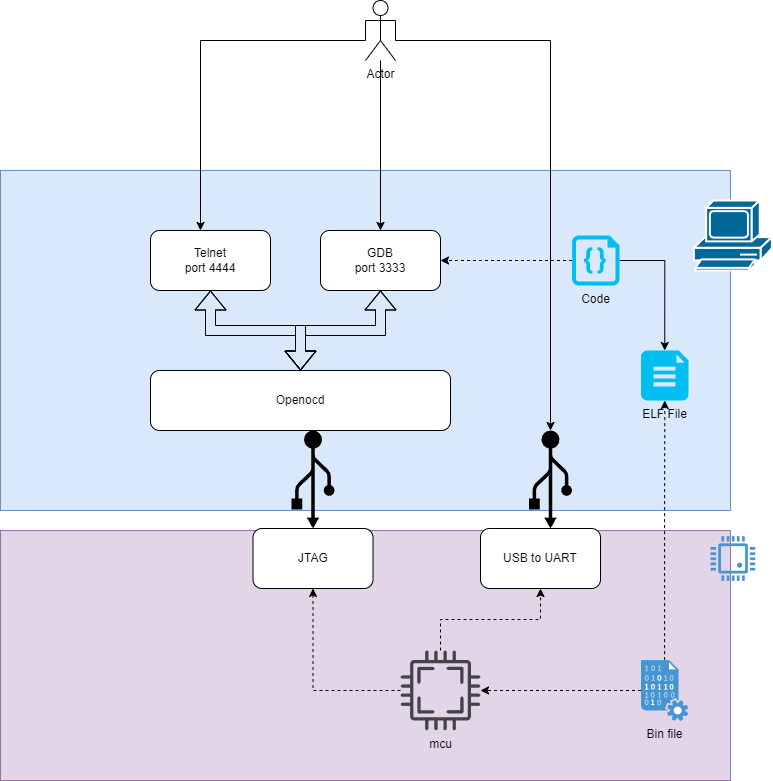 Actor
Telnet
port 4444
GDB
port 3333
Code
Openocd
ELF File
JTAG
USB to UART
mcu
101
01010
10110
10100
010
Bin file